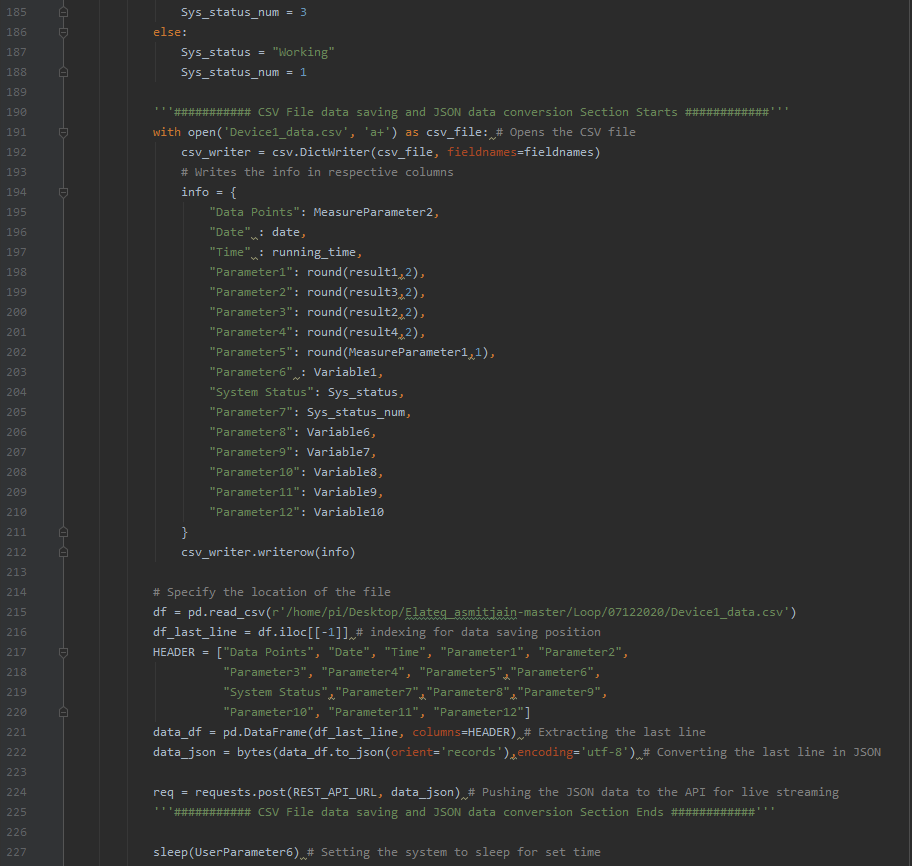 185 Sys_status_num = 3
186 else:
187 Sys_status = "Working"
188 Sys_status_num = 1
189
190 '''########### CSV File data saving and JSON data conversion Section Starts ############'''
191 with open('Device1_data.csv', 'a+') as csv_file: # Opens the CSV file
192 csv_writer = csv.DictWriter(csv_file, fieldnames=fieldnames)
193 # Writes the info in respective columns
194 info = {
195 "Data Points": MeasureParameter2,
196 "Date" : date,
197 "Time" : running_time,
198 "Parameter1": round(result1,2),
199 "Parameter2": round(result3,2),
200 "Parameter3": round(result2,2),
201 "Parameter4": round(result4,2),
202 "Parameter5": round(MeasureParameter1,1),
203 "Parameter6" : Variable1,
204 "System Status": Sys_status,
205 "Parameter7": Sys_status_num,
206 "Parameter8": Variable6,
207 "Parameter9": Variable7,
208 "Parameter10": Variable8,
209 "Parameter11": Variable9,
210 "Parameter12": Variable10
211 }
212 csv_writer.writerow(info)
213
214 # Specify the location of the file
215 df = pd.read_csv(r'/home/pi/Desktop/Elateq_asmitjain-master/Loop/07122020/Device1_data.csv')
216 df_last_line = df.iloc[[-1]] # indexing for data saving position
217 HEADER = ["Data Points", "Date", "Time", "Parameter1", "Parameter2",
218 "Parameter3", "Parameter4", "Parameter5","Parameter6",
219 "System Status","Parameter7","Parameter8","Parameter9",
220 "Parameter10", "Parameter11", "Parameter12"]
221 data_df = pd.DataFrame(df_last_line, columns=HEADER) # Extracting the last line
222 data_json = bytes(data_df.to_json(orient='records'),encoding='utf-8') # Converting the last line in JSON
223
224 req = requests.post(REST_API_URL, data_json) # Pushing the JSON data to the API for live streaming
225 '''########### CSV File data saving and JSON data conversion Section Ends ############'''
226
227 sleep(UserParameter6) # Setting the system to sleep for set time